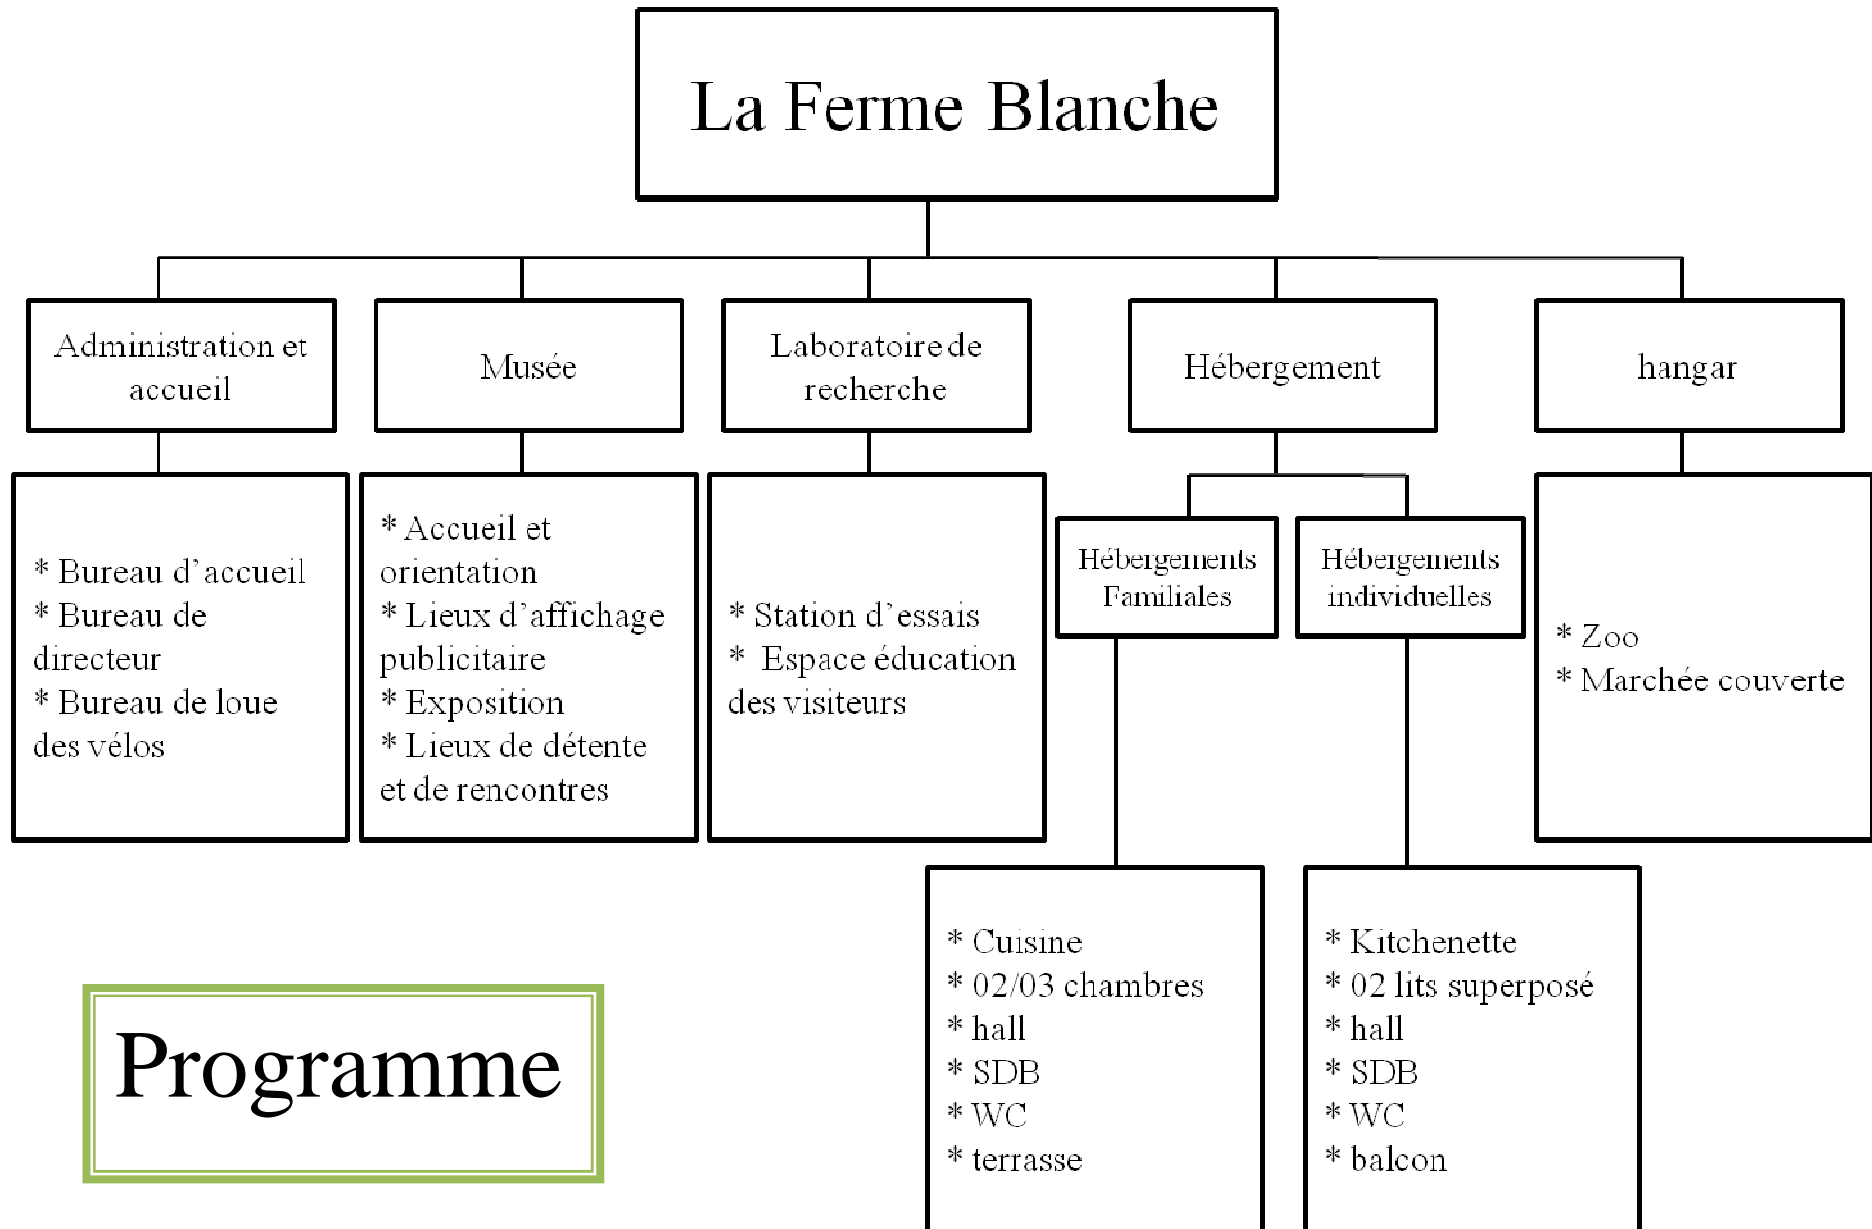 La Ferme Blanche
Administration et
accueil
Musée
Laboratoire de
recherche
Hébergement
hangar
* Bureau d’accueil
* Bureau de
directeur
* Bureau de loue
des vélos
* Accueil et
orientation
* Lieux d’affichage
publicitaire
* Exposition
* Lieux de détente
et de rencontres
* Station d’essais
* Espace éducation
des visiteurs
Hébergements
Familiales
Hébergements
individuelles
* Zoo
* Marchée couverte
* Cuisine
* 02/03 chambres
* hall
* SDB
* WC
* terrasse
* Kitchenette
* 02 lits superposé
* hall
* SDB
* WC
* balcon
Programme